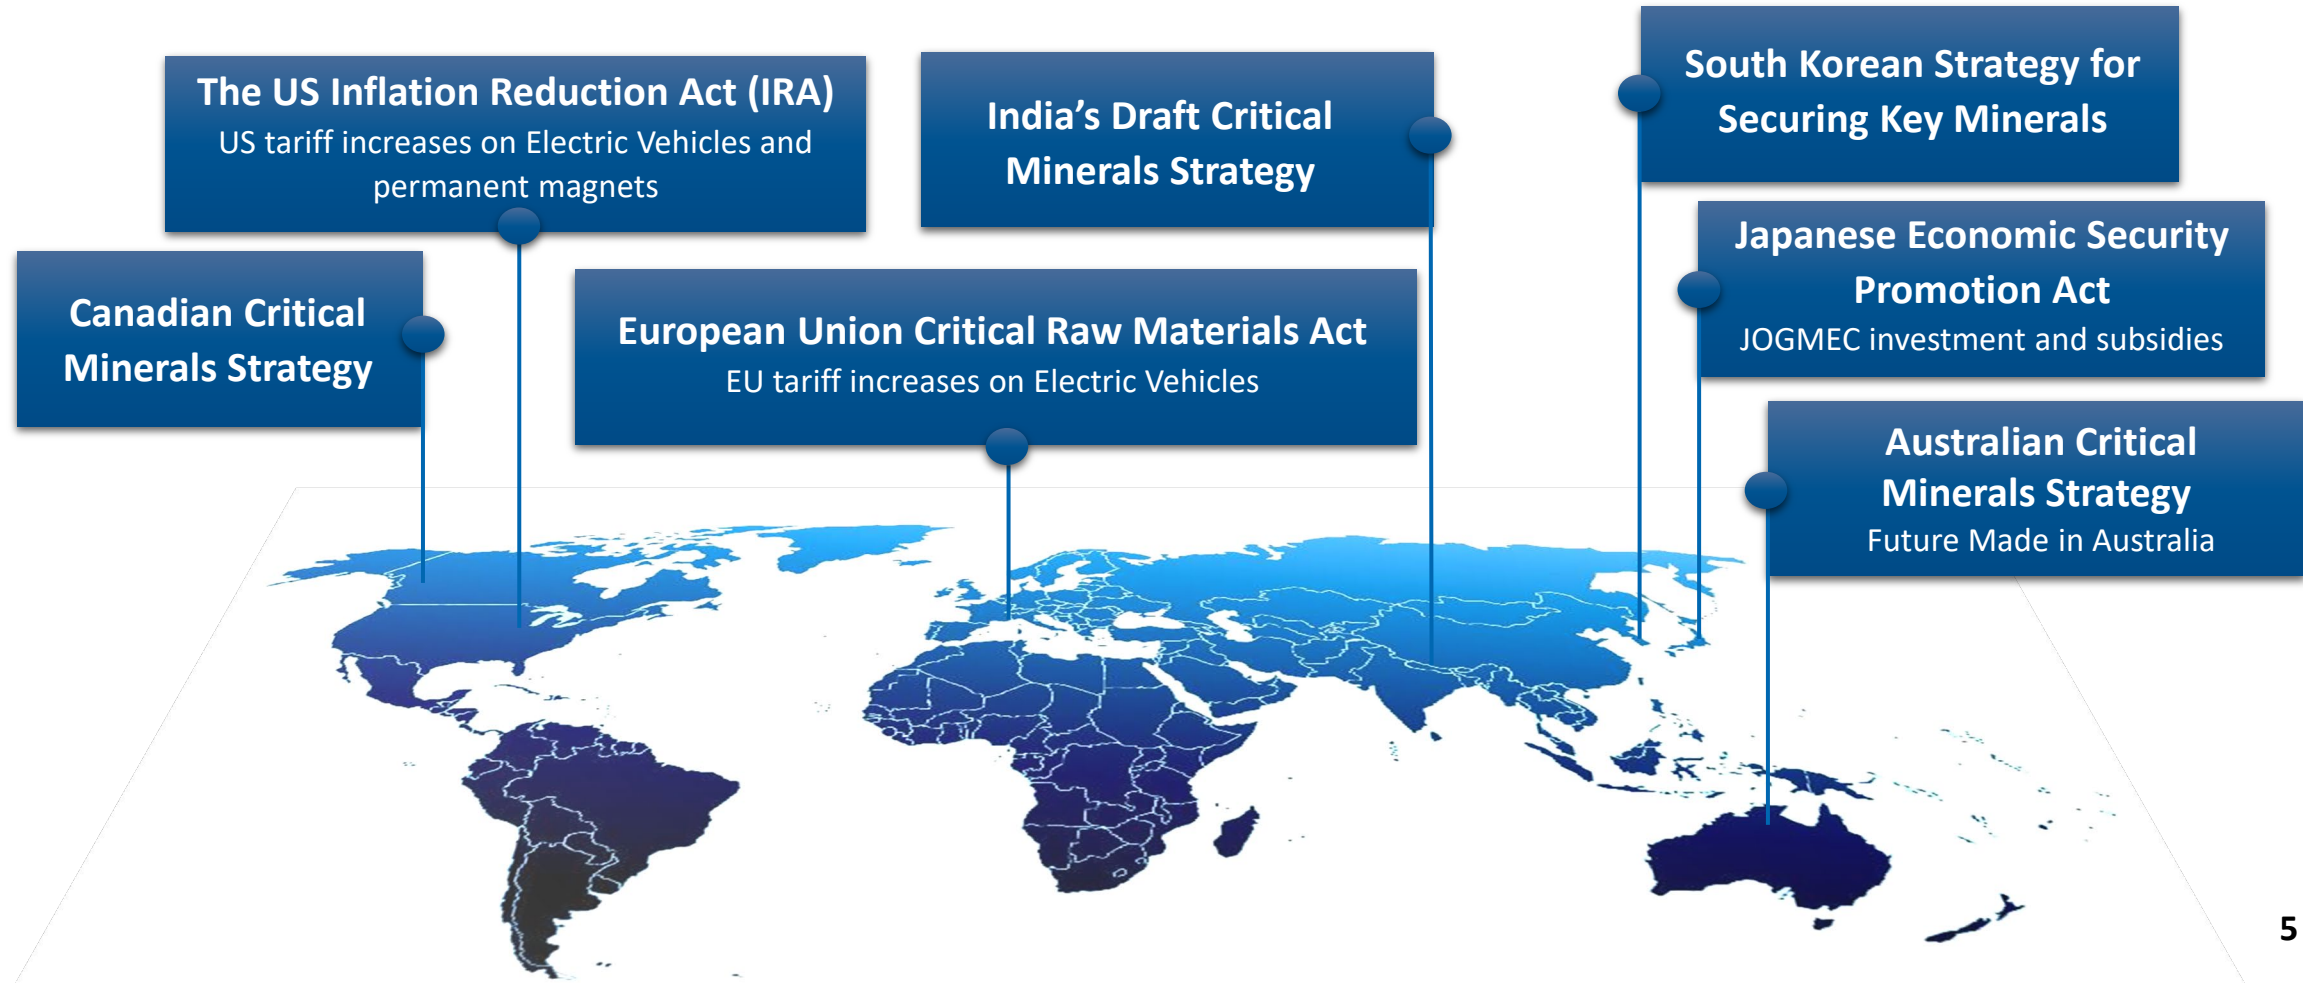 The US Inflation Reduction Act (IRA)
US tariff increases on Electric Vehicles and
permanent magnets
India’s Draft Critical
Minerals Strategy
South Korean Strategy for
Securing Key Minerals
Canadian Critical
Minerals Strategy
European Union Critical Raw Materials Act
EU tariff increases on Electric Vehicles
Japanese Economic Security
Promotion Act
JOGMEC investment and subsidies
Australian Critical
Minerals Strategy
Future Made in Australia
5